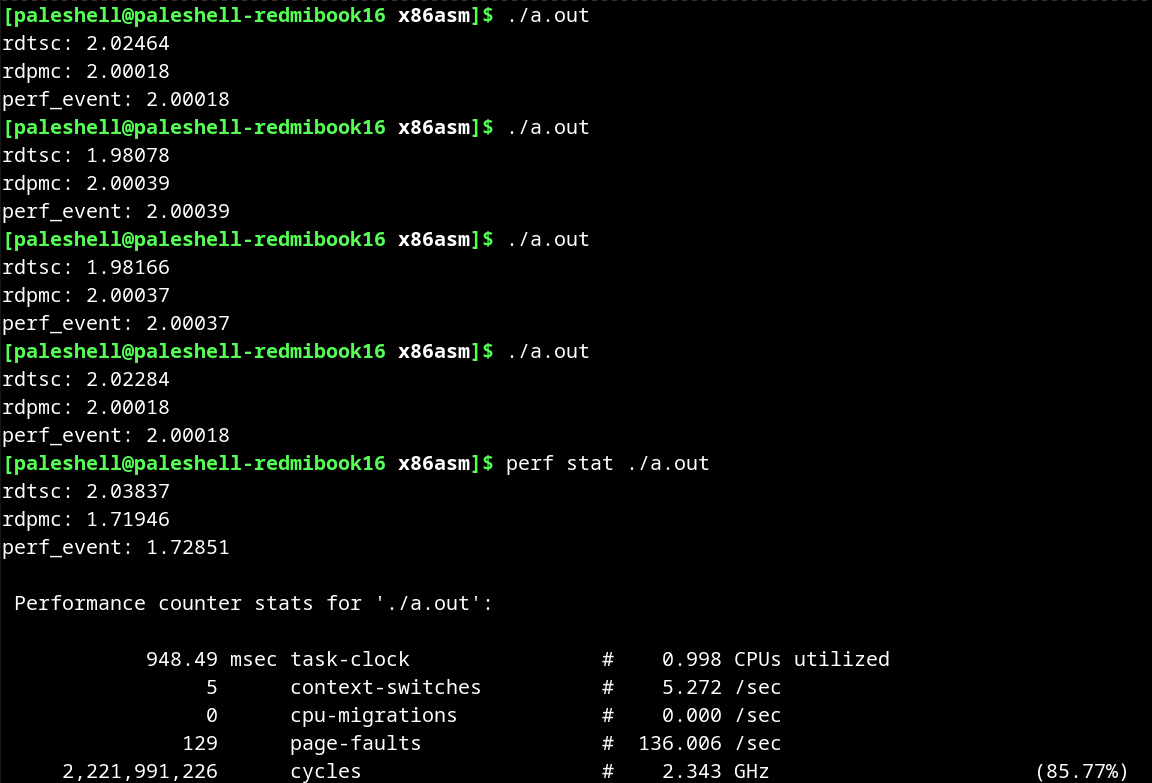 [paleshell@paleshell-redmibook16 x86asm]$ ./a.out
rdtsc: 2.02464
rdpmc: 2.00018
perf_event: 2.00018
[paleshell@paleshell-redmibook16 x86asm]$ ./a.out
rdtsc: 1.98078
rdpmc: 2.00039
perf_event: 2.00039
[paleshell@paleshell-redmibook16 x86asm]$ ./a.out
rdtsc: 1.98166
rdpmc: 2.00037
perf_event: 2.00037
[paleshell@paleshell-redmibook16 x86asm]$ ./a.out
rdtsc: 2.02284
rdpmc: 2.00018
perf_event: 2.00018
[paleshell@paleshell-redmibook16 x86asm]$ perf stat ./a.out
rdtsc: 2.03837
rdpmc: 1.71946
perf_event: 1.72851
Performance counter stats for './a.out':
948.49 msec task-clock # 0.998 CPUs utilized
5 context-switches # 5.272 /sec
0 cpu-migrations # 0.000 /sec
129 page-faults # 136.006 /sec
2,221,991,226 cycles # 2.343 GHz (85.77%)